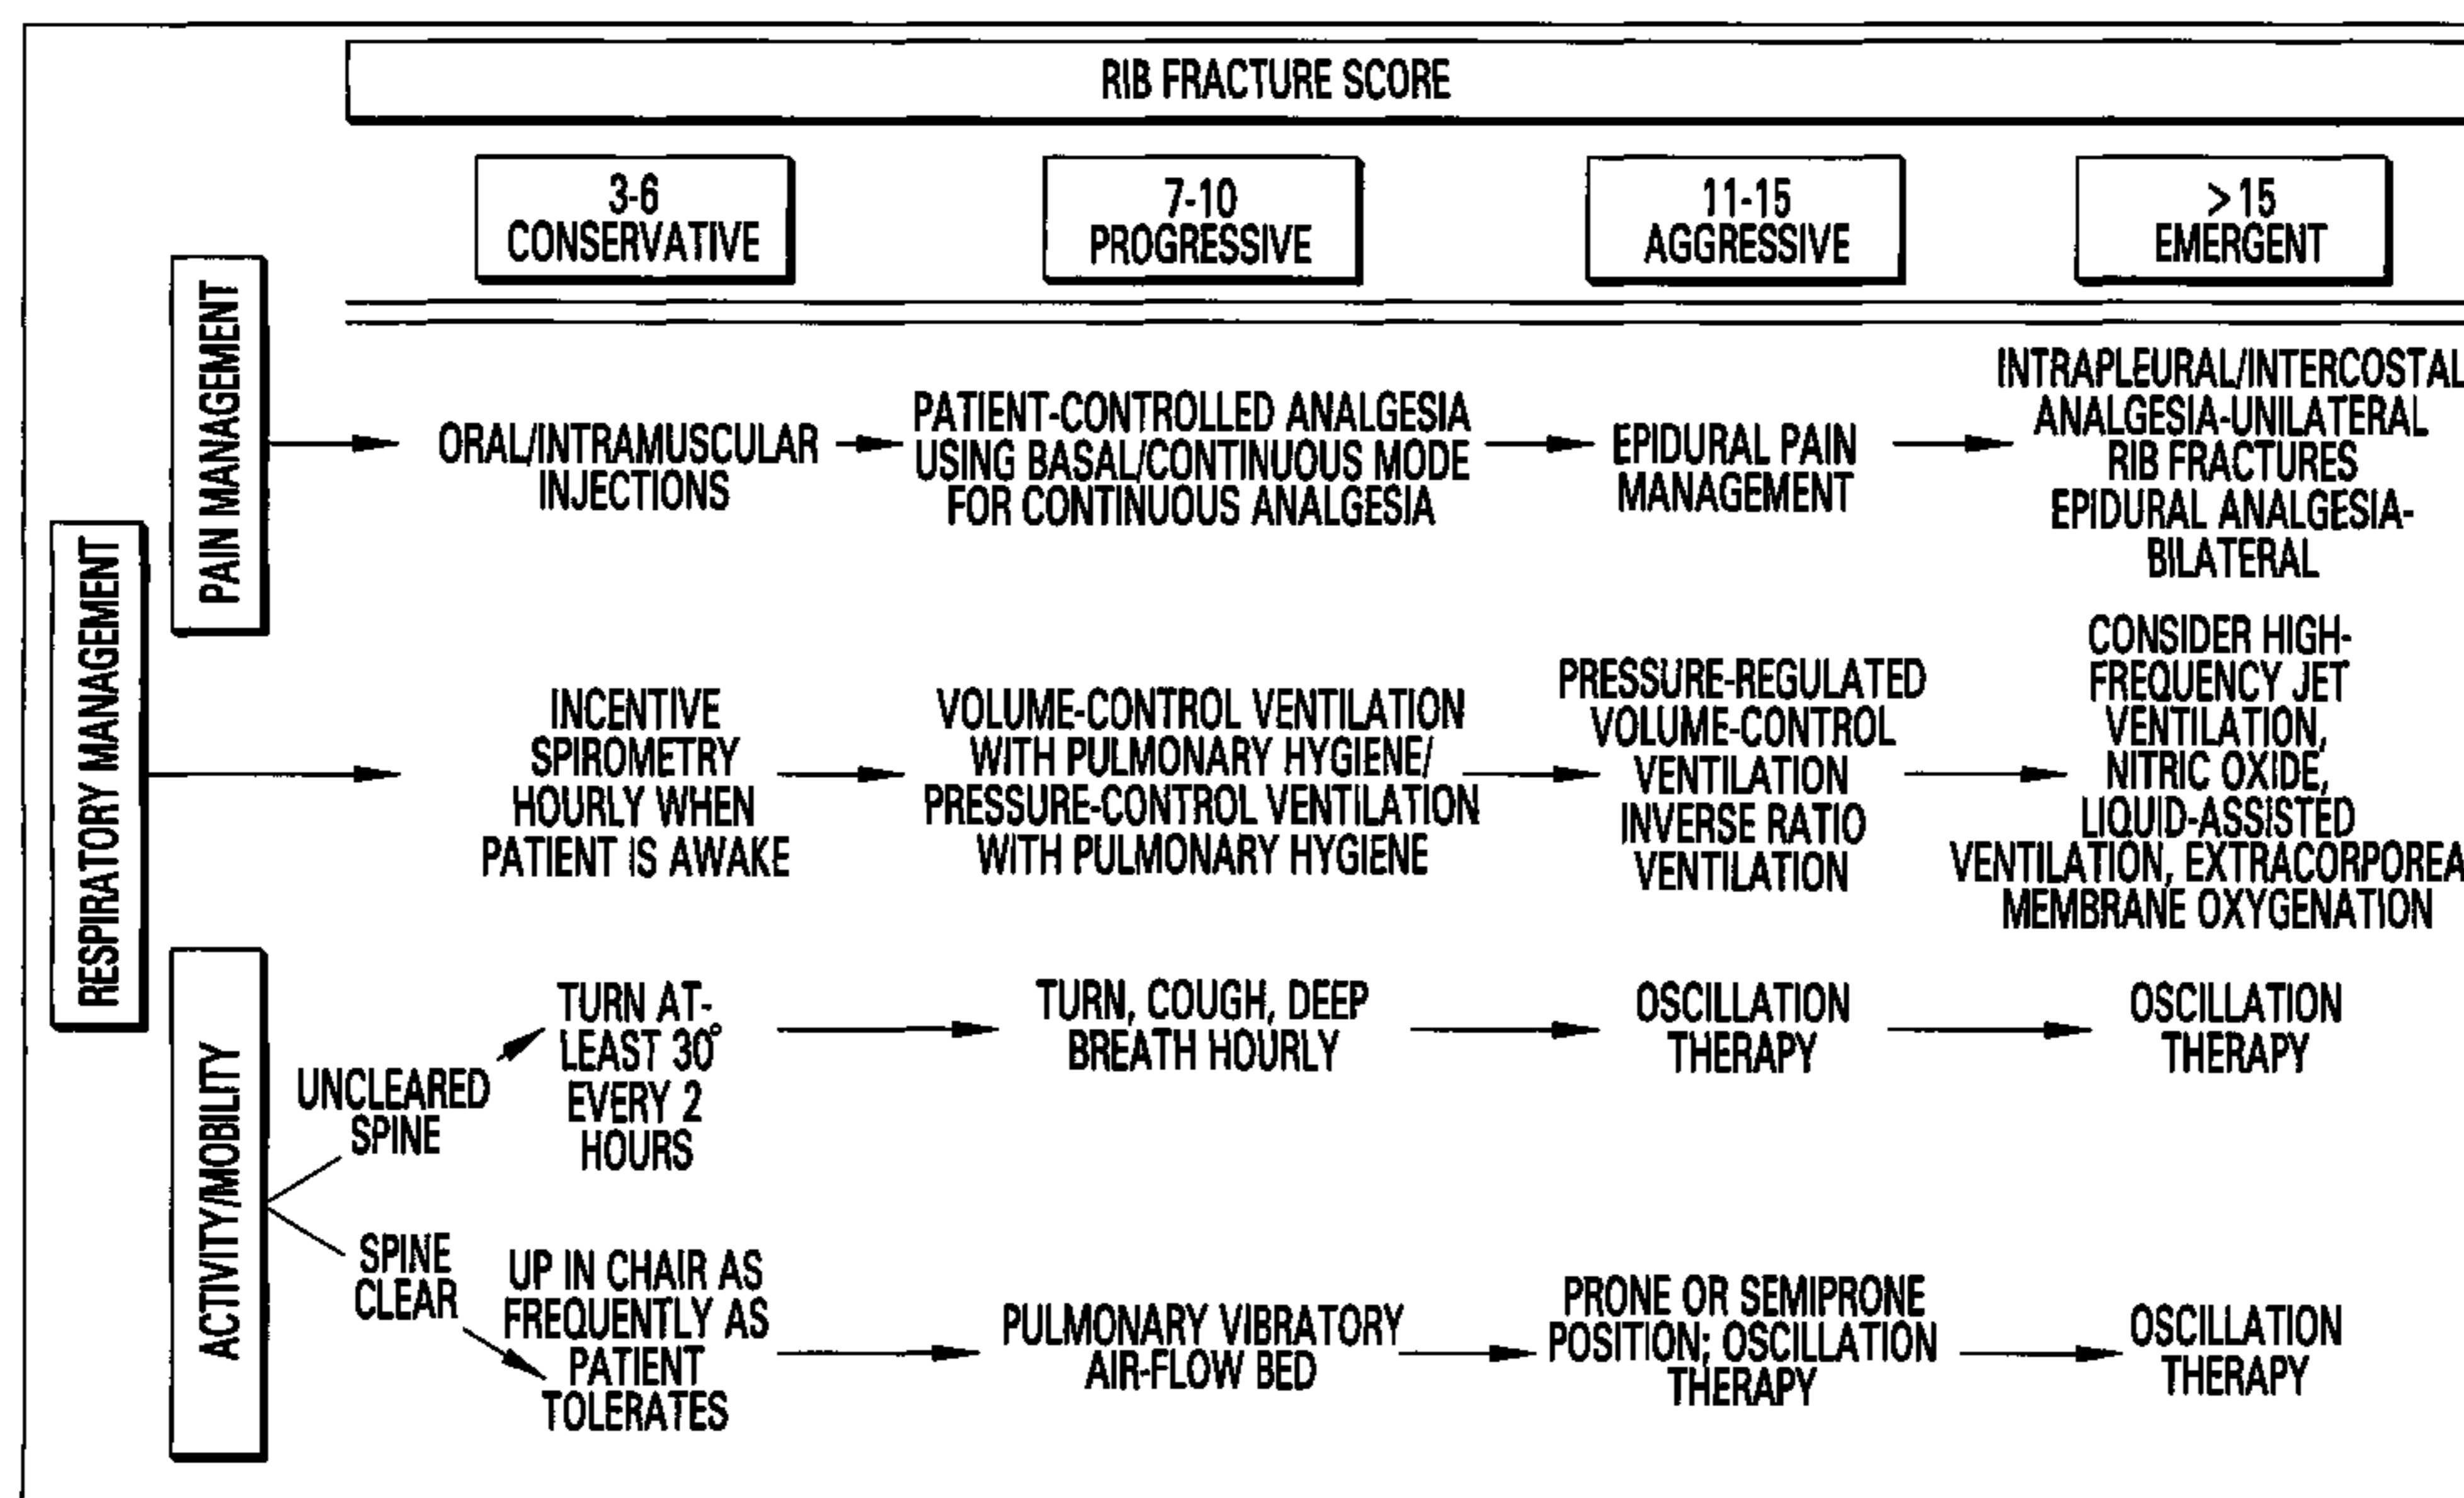 RIB FRACTURE SCORE
3-6
CONSERVATIVE
7-10
PROGRESSIVE
11-15
AGGRESSIVE
>15
EMERGENT
PAIN MANAGEMENT
ORAL/INTRAMUSCULAR
INJECTIONS
PATIENT-CONTROLLED ANALGESIA
USING BASAL/CONTINUOUS MODE
FOR CONTINUOUS ANALGESIA
EPIDURAL PAIN
MANAGEMENT
INTRAPLEURAL/INTERCOSTAL
ANALGESIA-UNILATERAL
RIB FRACTURES
EPIDURAL ANALGESIA-
BILATERAL
RESPIRATORY MANAGEMENT
INCENTIVE
SPIROMETRY
HOURLY WHEN
PATIENT IS AWAKE
VOLUME-CONTROL VENTILATION
WITH PULMONARY HYGIENE/
PRESSURE-CONTROL VENTILATION
WITH PULMONARY HYGIENE
PRESSURE-REGULATED
VOLUME-CONTROL
VENTILATION
INVERSE RATIO
VENTILATION
CONSIDER HIGH-
FREQUENCY JET
VENTILATION,
NITRIC OXIDE,
LIQUID-ASSISTED
VENTILATION, EXTRACORPOREA
MEMBRANE OXYGENATION
ACTIVITY/MOBILITY
UNCLEARED
SPINE
TURN AT-
LEAST 30°
EVERY 2
HOURS
TURN, COUGH, DEEP
BREATH HOURLY
OSCILLATION
THERAPY
OSCILLATION
THERAPY
SPINE
CLEAR
UP IN CHAIR AS
FREQUENTLY AS
PATIENT
TOLERATES
PULMONARY VIBRATORY
AIR-FLOW BED
PRONE OR SEMIPRONE
POSITION; OSCILLATION
THERAPY
OSCILLATION
THERAPY